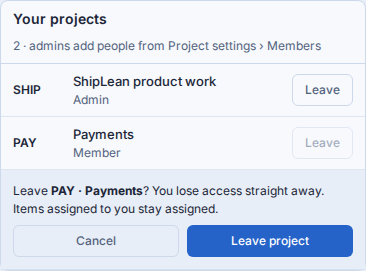 Your projects
2 · admins add people from Project settings › Members
SHIP
ShipLean product work
Admin
Leave
PAY
Payments
Member
Leave
Leave PAY · Payments? You lose access straight away.
Items assigned to you stay assigned.
Cancel
Leave project